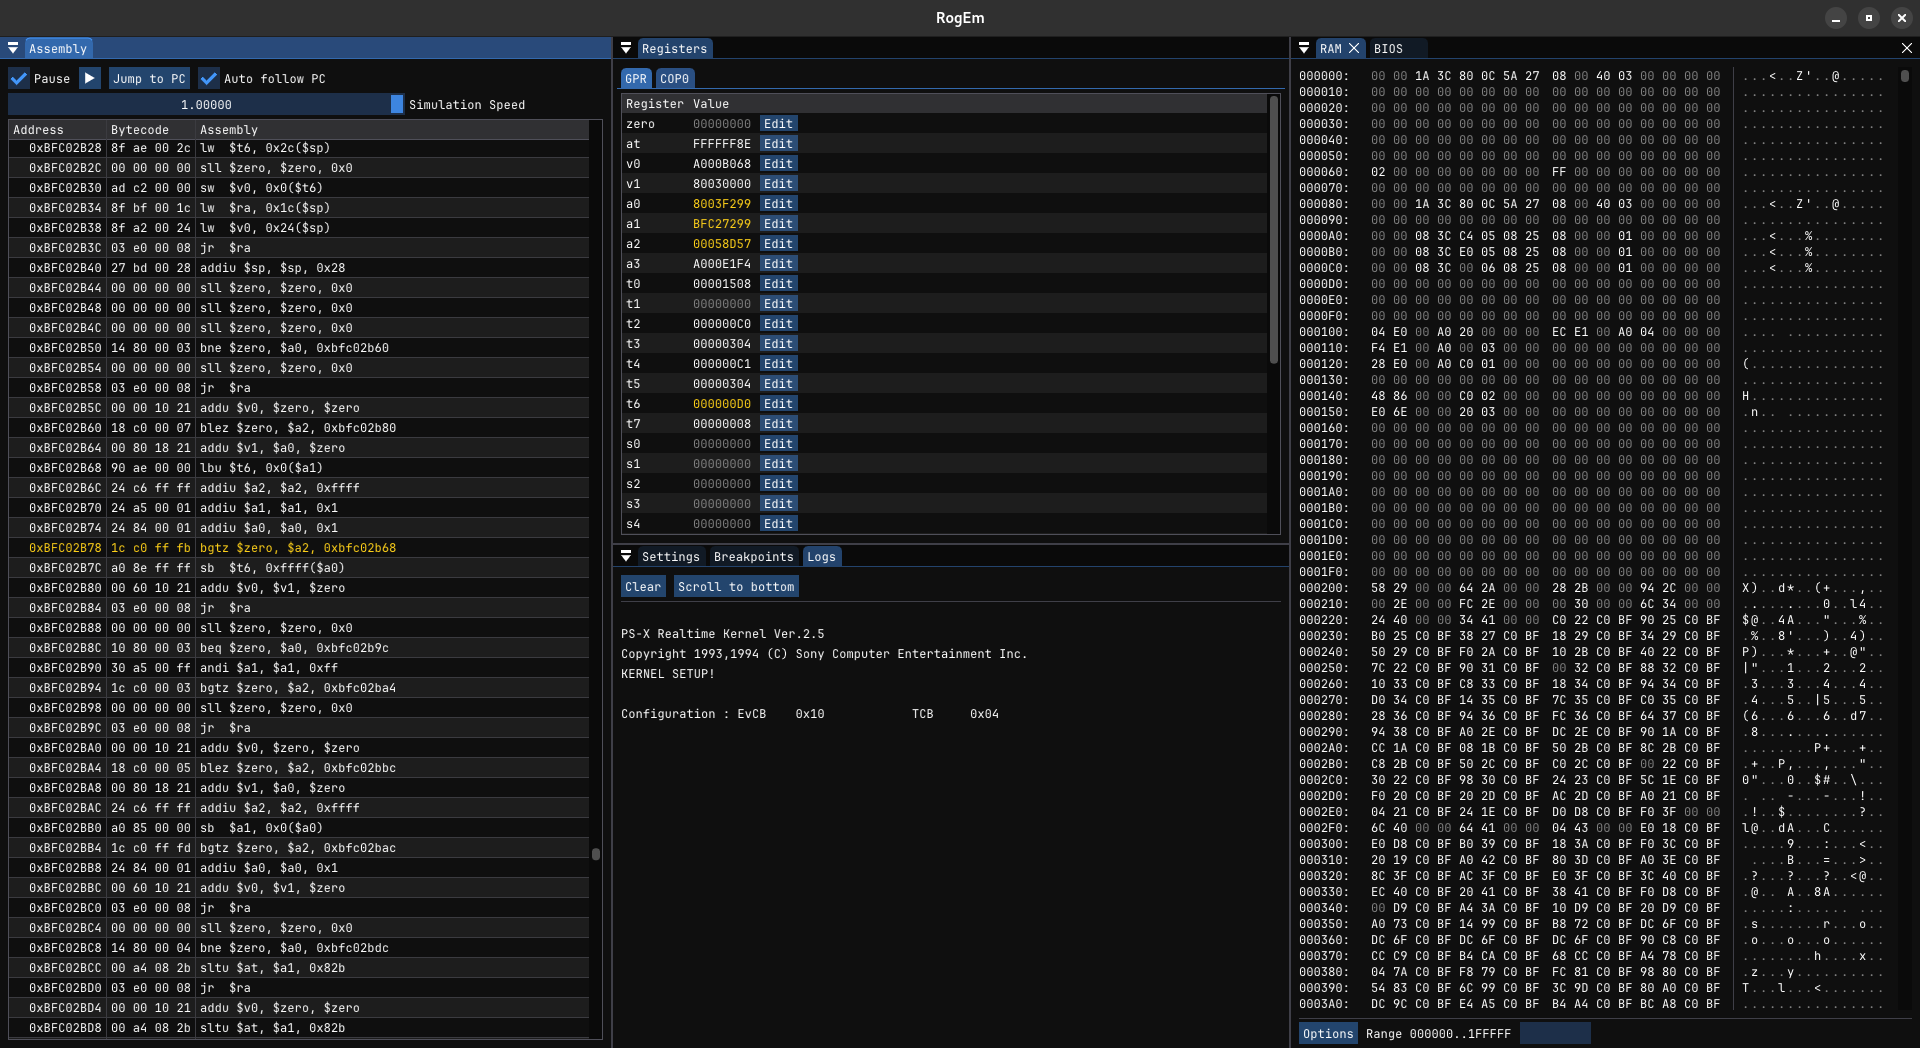 RogEm
Assembly
Pause Jump to PC Auto follow PC
1.00000 Simulation Speed
Address Bytecode Assembly
0xBFC02B28 8f ae 00 2c lw $t6, 0x2c($sp)
0xBFC02B2C 00 00 00 00 sll $zero, $zero, 0x0
0xBFC02B30 ad c2 00 00 sw $v0, 0x0($t6)
0xBFC02B34 8f bf 00 1c lw $ra, 0x1c($sp)
0xBFC02B38 8f a2 00 24 lw $v0, 0x24($sp)
0xBFC02B3C 03 e0 00 08 jr $ra
0xBFC02B40 27 bd 00 28 addiu $sp, $sp, 0x28
0xBFC02B44 00 00 00 00 sll $zero, $zero, 0x0
0xBFC02B48 00 00 00 00 sll $zero, $zero, 0x0
0xBFC02B4C 00 00 00 00 sll $zero, $zero, 0x0
0xBFC02B50 14 80 00 03 bne $zero, $a0, 0xbfc02b60
0xBFC02B54 00 00 00 00 sll $zero, $zero, 0x0
0xBFC02B58 03 e0 00 08 jr $ra
0xBFC02B5C 00 00 10 21 addu $v0, $zero, $zero
0xBFC02B60 18 c0 00 07 blez $zero, $a2, 0xbfc02b80
0xBFC02B64 00 80 18 21 addu $v1, $a0, $zero
0xBFC02B68 90 ae 00 00 lbu $t6, 0x0($a1)
0xBFC02B6C 24 c6 ff ff addiu $a2, $a2, 0xffff
0xBFC02B70 24 a5 00 01 addiu $a1, $a1, 0x1
0xBFC02B74 24 84 00 01 addiu $a0, $a0, 0x1
0xBFC02B78 1c c0 ff fb bgtz $zero, $a2, 0xbfc02b68
0xBFC02B7C a0 8e ff ff sb $t6, 0xffff($a0)
0xBFC02B80 00 60 10 21 addu $v0, $v1, $zero
0xBFC02B84 03 e0 00 08 jr $ra
0xBFC02B88 00 00 00 00 sll $zero, $zero, 0x0
0xBFC02B8C 10 80 00 03 beq $zero, $a0, 0xbfc02b9c
0xBFC02B90 30 a5 00 ff andi $a1, $a1, 0xff
0xBFC02B94 1c c0 00 03 bgtz $zero, $a2, 0xbfc02ba4
0xBFC02B98 00 00 00 00 sll $zero, $zero, 0x0
0xBFC02B9C 03 e0 00 08 jr $ra
0xBFC02BA0 00 00 10 21 addu $v0, $zero, $zero
0xBFC02BA4 18 c0 00 05 blez $zero, $a2, 0xbfc02bbc
0xBFC02BA8 00 80 18 21 addu $v1, $a0, $zero
0xBFC02BAC 24 c6 ff ff addiu $a2, $a2, 0xffff
0xBFC02BB0 a0 85 00 00 sb $a1, 0x0($a0)
0xBFC02BB4 1c c0 ff fd bgtz $zero, $a2, 0xbfc02bac
0xBFC02BB8 24 84 00 01 addiu $a0, $a0, 0x1
0xBFC02BBC 00 60 10 21 addu $v0, $v1, $zero
0xBFC02BC0 03 e0 00 08 jr $ra
0xBFC02BC4 00 00 00 00 sll $zero, $zero, 0x0
0xBFC02BC8 14 80 00 04 bne $zero, $a0, 0xbfc02bdc
0xBFC02BCC 00 a4 08 2b sltu $at, $a1, 0x82b
0xBFC02BD0 03 e0 00 08 jr $ra
0xBFC02BD4 00 00 10 21 addu $v0, $zero, $zero
0xBFC02BD8 00 a4 08 2b sltu $at, $a1, 0x82b
Registers
GPR COP0
Register Value
zero 00000000 Edit
at FFFFFF8E Edit
v0 A000B068 Edit
v1 80030000 Edit
a0 8003F299 Edit
a1 BFC27299 Edit
a2 00058D57 Edit
a3 A000E1F4 Edit
t0 00001508 Edit
t1 00000000 Edit
t2 000000C0 Edit
t3 00000304 Edit
t4 000000C1 Edit
t5 00000304 Edit
t6 000000D0 Edit
t7 00000008 Edit
s0 00000000 Edit
s1 00000000 Edit
s2 00000000 Edit
s3 00000000 Edit
s4 00000000 Edit
Settings Breakpoints Logs
Clear Scroll to bottom
PS-X Realtime Kernel Ver.2.5
Copyright 1993,1994 (C) Sony Computer Entertainment Inc.
KERNEL SETUP!
Configuration : EvCB 0x10 TCB 0x04
RAM BIOS
000000: 00 00 1A 3C 80 0C 5A 27 08 00 40 03 00 00 00 00 ...<..Z'..@.....
000010: 00 00 00 00 00 00 00 00 00 00 00 00 00 00 00 00 ................
000020: 00 00 00 00 00 00 00 00 00 00 00 00 00 00 00 00 ................
000030: 00 00 00 00 00 00 00 00 00 00 00 00 00 00 00 00 ................
000040: 00 00 00 00 00 00 00 00 00 00 00 00 00 00 00 00 ................
000050: 00 00 00 00 00 00 00 00 00 00 00 00 00 00 00 00 ................
000060: 02 00 00 00 00 00 00 00 FF 00 00 00 00 00 00 00 ................
000070: 00 00 00 00 00 00 00 00 00 00 00 00 00 00 00 00 ................
000080: 00 00 1A 3C 80 0C 5A 27 08 00 40 03 00 00 00 00 ...<..Z'..@.....
000090: 00 00 00 00 00 00 00 00 00 00 00 00 00 00 00 00 ................
0000A0: 00 00 08 3C C4 05 08 25 08 00 00 01 00 00 00 00 ...<...%........
0000B0: 00 00 08 3C E0 05 08 25 08 00 00 01 00 00 00 00 ...<...%........
0000C0: 00 00 08 3C 00 06 08 25 08 00 00 01 00 00 00 00 ...<...%........
0000D0: 00 00 00 00 00 00 00 00 00 00 00 00 00 00 00 00 ................
0000E0: 00 00 00 00 00 00 00 00 00 00 00 00 00 00 00 00 ................
0000F0: 00 00 00 00 00 00 00 00 00 00 00 00 00 00 00 00 ................
000100: 04 E0 00 A0 20 00 00 00 EC E1 00 A0 04 00 00 00 .... ...........
000110: F4 E1 00 A0 00 03 00 00 00 00 00 00 00 00 00 00 ................
000120: 28 E0 00 A0 C0 01 00 00 00 00 00 00 00 00 00 00 (...............
000130: 00 00 00 00 00 00 00 00 00 00 00 00 00 00 00 00 ................
000140: 48 86 00 00 C0 02 00 00 00 00 00 00 00 00 00 00 H...............
000150: E0 6E 00 00 20 03 00 00 00 00 00 00 00 00 00 00 .n.. ...........
000160: 00 00 00 00 00 00 00 00 00 00 00 00 00 00 00 00 ................
000170: 00 00 00 00 00 00 00 00 00 00 00 00 00 00 00 00 ................
000180: 00 00 00 00 00 00 00 00 00 00 00 00 00 00 00 00 ................
000190: 00 00 00 00 00 00 00 00 00 00 00 00 00 00 00 00 ................
0001A0: 00 00 00 00 00 00 00 00 00 00 00 00 00 00 00 00 ................
0001B0: 00 00 00 00 00 00 00 00 00 00 00 00 00 00 00 00 ................
0001C0: 00 00 00 00 00 00 00 00 00 00 00 00 00 00 00 00 ................
0001D0: 00 00 00 00 00 00 00 00 00 00 00 00 00 00 00 00 ................
0001E0: 00 00 00 00 00 00 00 00 00 00 00 00 00 00 00 00 ................
0001F0: 00 00 00 00 00 00 00 00 00 00 00 00 00 00 00 00 ................
000200: 58 29 00 00 64 2A 00 00 28 2B 00 00 94 2C 00 00 X)..d*..(+...,..
000210: 00 2E 00 00 FC 2E 00 00 00 30 00 00 6C 34 00 00 .........0..l4..
000220: 24 40 00 00 34 41 00 00 C0 22 C0 BF 90 25 C0 BF $@..4A..."...%..
000230: B0 25 C0 BF 38 27 C0 BF 18 29 C0 BF 34 29 C0 BF .%..8'...)..4)..
000240: 50 29 C0 BF F0 2A C0 BF 10 2B C0 BF 40 22 C0 BF P)...*...+..@"..
000250: 7C 22 C0 BF 90 31 C0 BF 00 32 C0 BF 88 32 C0 BF |"...1...2...2..
000260: 10 33 C0 BF C8 33 C0 BF 18 34 C0 BF 94 34 C0 BF .3...3...4...4..
000270: D0 34 C0 BF 14 35 C0 BF 7C 35 C0 BF C0 35 C0 BF .4...5..|5...5..
000280: 28 36 C0 BF 94 36 C0 BF FC 36 C0 BF 64 37 C0 BF (6...6...6..d7..
000290: 94 38 C0 BF A0 2E C0 BF DC 2E C0 BF 90 1A C0 BF .8..............
0002A0: CC 1A C0 BF 08 1B C0 BF 50 2B C0 BF 8C 2B C0 BF ........P+...+..
0002B0: C8 2B C0 BF 50 2C C0 BF C0 2C C0 BF 00 22 C0 BF .+..P,...,..."..
0002C0: 30 22 C0 BF 98 30 C0 BF 24 23 C0 BF 5C 1E C0 BF 0"...0..$#..\...
0002D0: F0 20 C0 BF 20 2D C0 BF AC 2D C0 BF A0 21 C0 BF . .. -...-...!..
0002E0: 04 21 C0 BF 24 1E C0 BF D0 D8 C0 BF F0 3F 00 00 .!..$........?..
0002F0: 6C 40 00 00 64 41 00 00 04 43 00 00 E0 18 C0 BF l@..dA...C......
000300: E0 D8 C0 BF B0 39 C0 BF 18 3A C0 BF F0 3C C0 BF .....9...:...<..
000310: 20 19 C0 BF A0 42 C0 BF 80 3D C0 BF A0 3E C0 BF  ....B...=...>..
000320: 8C 3F C0 BF AC 3F C0 BF E0 3F C0 BF 3C 40 C0 BF .?...?...?..<@..
000330: EC 40 C0 BF 20 41 C0 BF 38 41 C0 BF F0 D8 C0 BF .@.. A..8A......
000340: 00 D9 C0 BF A4 3A C0 BF 10 D9 C0 BF 20 D9 C0 BF .....:...... ...
000350: A0 73 C0 BF 14 99 C0 BF B8 72 C0 BF DC 6F C0 BF .s.......r...o..
000360: DC 6F C0 BF DC 6F C0 BF DC 6F C0 BF 90 C8 C0 BF .o...o...o......
000370: CC C9 C0 BF B4 CA C0 BF 68 CC C0 BF A4 78 C0 BF ........h....x..
000380: 04 7A C0 BF F8 79 C0 BF FC 81 C0 BF 98 80 C0 BF .z...y..........
000390: 54 83 C0 BF 6C 99 C0 BF 3C 9D C0 BF 80 A0 C0 BF T...l...<.......
0003A0: DC 9C C0 BF E4 A5 C0 BF B4 A4 C0 BF BC A8 C0 BF ................
Options Range 000000..1FFFFF